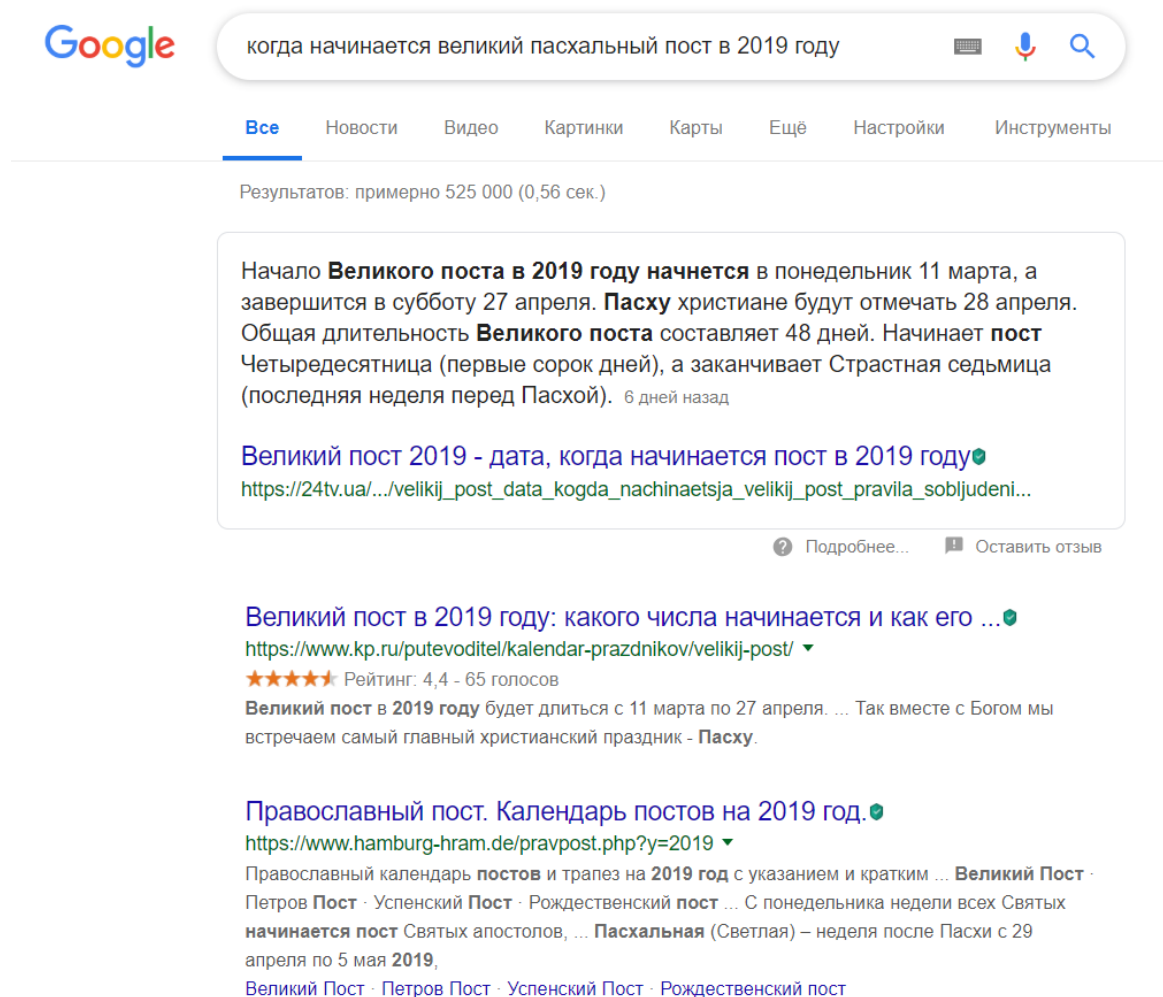 Google
когда начинается великий пасхальный пост в 2019 году
Все Новости Видео Картинки Карты Ещё Настройки Инструменты
Результатов: примерно 525 000 (0,56 сек.)
Начало Великого поста в 2019 году начнется в понедельник 11 марта, а
завершится в субботу 27 апреля. Пасху христиане будут отмечать 28 апреля.
Общая длительность Великого поста составляет 48 дней. Начинает пост
Четыредесятница (первые сорок дней), а заканчивает Страстная седьмица
(последняя неделя перед Пасхой). 6 дней назад
Великий пост 2019 - дата, когда начинается пост в 2019 году
https://24tv.ua/.../velikij_post_data_kogda_nachinaetsja_velikij_post_pravila_sobljudeni...
Подробнее... Оставить отзыв
Великий пост в 2019 году: какого числа начинается и как его ...
https://www.kp.ru/putevoditel/kalendar-prazdnikov/velikij-post/
Рейтинг: 4,4 - 65 голосов
Великий пост в 2019 году будет длиться с 11 марта по 27 апреля. ... Так вместе с Богом мы
встречаем самый главный христианский праздник - Пасху.
Православный пост. Календарь постов на 2019 год.
https://www.hamburg-hram.de/pravpost.php?y=2019
Православный календарь постов и трапез на 2019 год с указанием и кратким ... Великий Пост ·
Петров Пост · Успенский Пост · Рождественский пост ... С понедельника недели всех Святых
начинается пост Святых апостолов, ... Пасхальная (Светлая) – неделя после Пасхи с 29
апреля по 5 мая 2019,
Великий Пост · Петров Пост · Успенский Пост · Рождественский пост